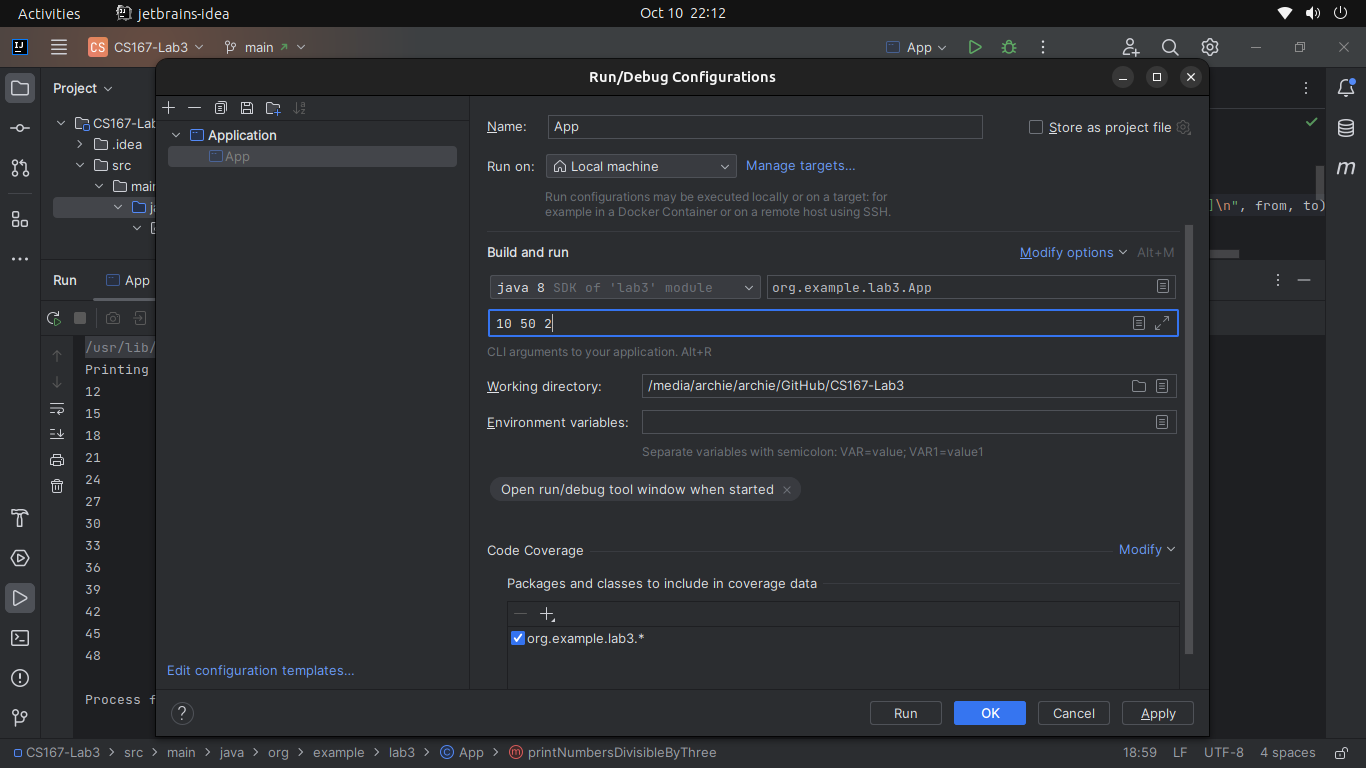 Activities jetbrains-idea Oct 10 22:12
CS CS167-Lab3 main App
Run/Debug Configurations
Project
CS167-Lab
.idea
src
main
Application
App
Edit configuration templates...
Name: App Store as project file
Run on: Local machine Manage targets...
Run configurations may be executed locally or on a target: for
example in a Docker Container or on a remote host using SSH.
Build and run Modify options Alt+M
java 8 SDK of 'lab3' module org.example.lab3.App
10 50 2
CLI arguments to your application. Alt+R
Working directory: /media/archie/archie/GitHub/CS167-Lab3
Environment variables:
Separate variables with semicolon: VAR=value; VAR1=value1
Open run/debug tool window when started
Code Coverage Modify
Packages and classes to include in coverage data
org.example.lab3.*
? Run OK Cancel Apply
]\n", from, to)
m
Run App
/usr/lib/
Printing
12
15
18
21
24
27
30
33
36
39
42
45
48
Process f
CS167-Lab3 > src > main > java > org > example > lab3 > App > printNumbersDivisibleByThree 18:59 LF UTF-8 4 spaces